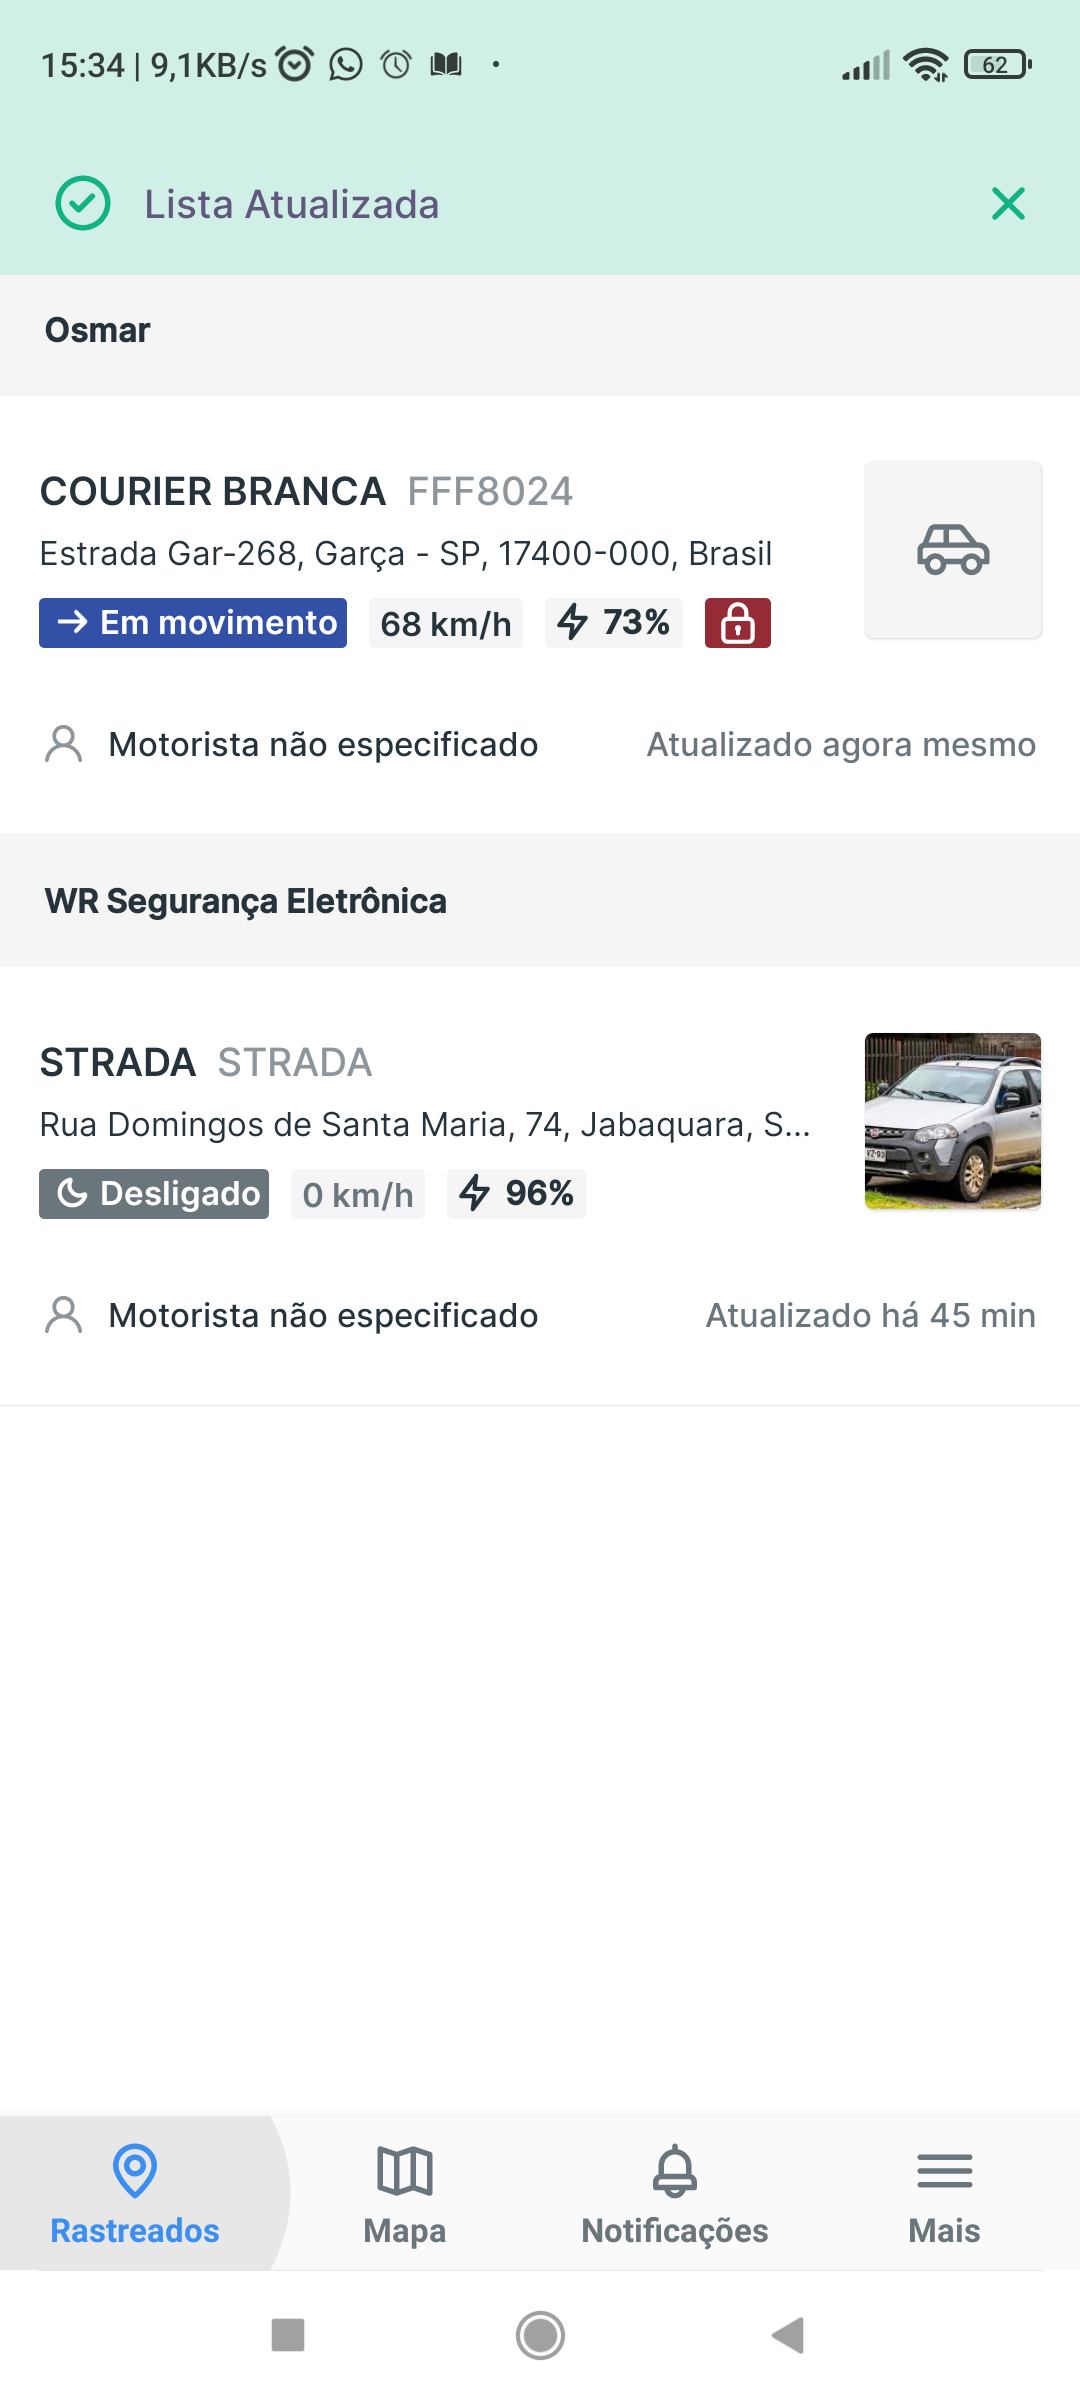 15:34 | 9,1KB/s
62
Lista Atualizada
Osmar
COURIER BRANCA FFF8024
Estrada Gar-268, Garça - SP, 17400-000, Brasil
Em movimento 68 km/h 73%
Motorista não especificado Atualizado agora mesmo
WR Segurança Eletrônica
STRADA STRADA
Rua Domingos de Santa Maria, 74, Jabaquara, S...
Desligado 0 km/h 96%
Motorista não especificado Atualizado há 45 min
Rastreados Mapa Notificações Mais